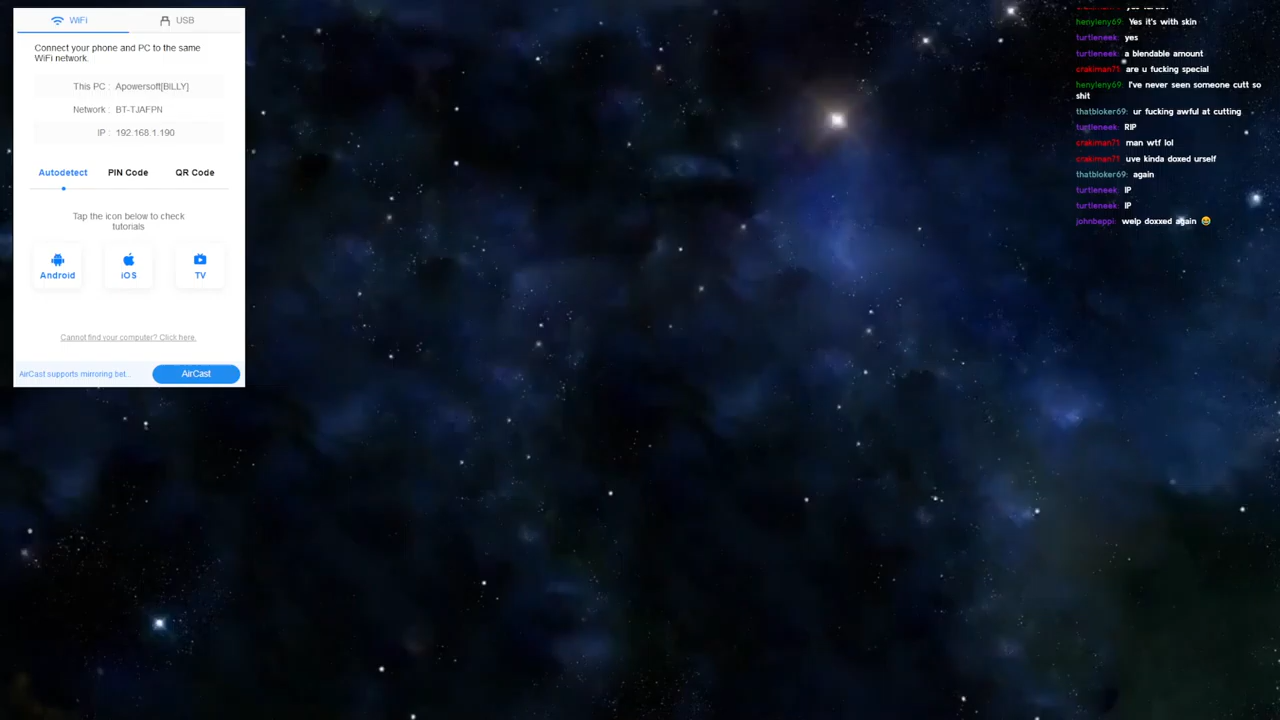 WiFi
USB
Connect your phone and PC to the same
WiFi network.
This PC : Apowersoft[BILLY]
Network : BT-TJAFPN
IP : 192.168.1.190
Autodetect PIN Code QR Code
Tap the icon below to check
tutorials
Android iOS TV
Cannot find your computer? Click here.
AirCast supports mirroring bet... AirCast
henyleny69: Yes it's with skin
turtleneek: yes
turtleneek: a blendable amount
crakiman71 are u fucking special
henyleny69: I've never seen someone cutt so
shit
thatbloker69: ur fucking awful at cutting
turtleneek: RIP
crakiman71 man wtf lol
crakiman71 uve kinda doxed urself
thatbloker69: again
turtleneek: IP
turtleneek: IP
johnbeppi: welp doxxed again 😆